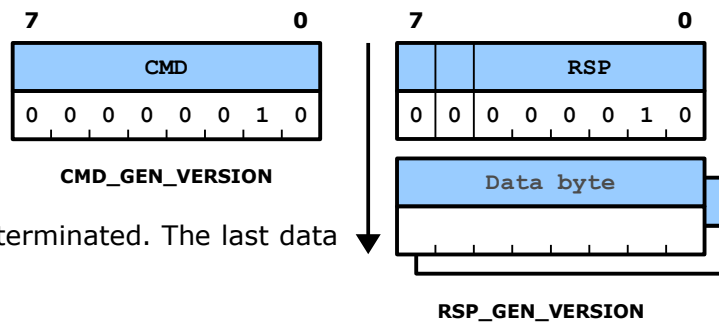 7 0
CMD
0 0 0 0 0 0 1 0
CMD_GEN_VERSION
terminated. The last data
7 0
RSP
0 0 0 0 0 0 1 0
Data byte
RSP_GEN_VERSION